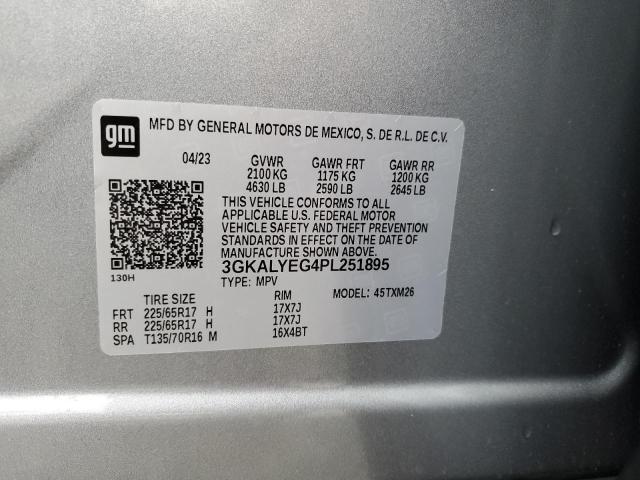 gm MFD BY GENERAL MOTORS DE MEXICO, S. DE R.L. DE C.V.
04/23 GVWR GAWR FRT GAWR RR
2100 KG 1175 KG 1200 KG
4630 LB 2590 LB 2645 LB
THIS VEHICLE CONFORMS TO ALL
APPLICABLE U.S. FEDERAL MOTOR
VEHICLE SAFETY AND THEFT PREVENTION
STANDARDS IN EFFECT ON THE DATE OF
MANUFACTURE SHOWN ABOVE.
3GKALYEG4PL251895
130H
TYPE: MPV MODEL: 45TXM26
TIRE SIZE RIM
FRT 225/65R17 H 17X7J
RR 225/65R17 H 17X7J
SPA T135/70R16 M 16X4BT